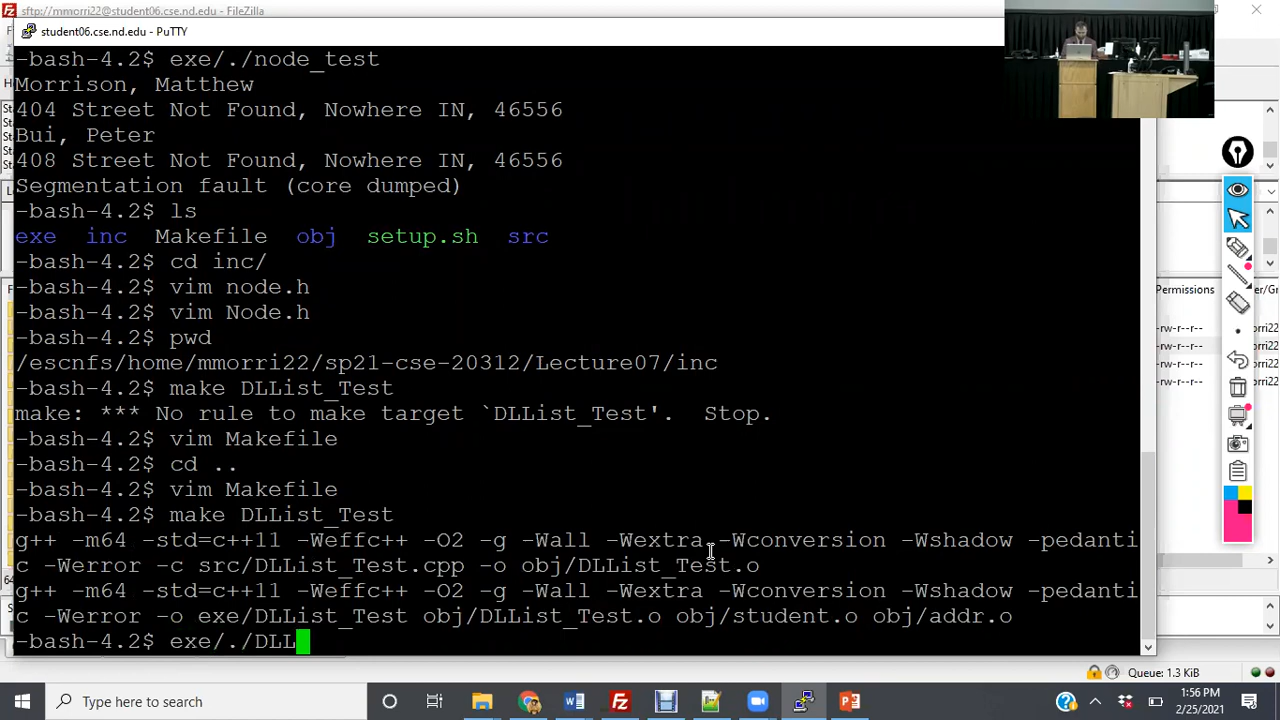 sftp://mmorri22@cse.nd.edu - FileZilla
student06.cse.nd.edu - PuTTY
-bash-4.2$ exe/./node_test
Morrison, Matthew
404 Street Not Found, Nowhere IN, 46556
Bui, Peter
408 Street Not Found, Nowhere IN, 46556
Segmentation fault (core dumped)
-bash-4.2$ ls
exe inc Makefile obj setup.sh src
-bash-4.2$ cd inc/
-bash-4.2$ vim node.h
-bash-4.2$ vim Node.h
-bash-4.2$ pwd
/escnfs/home/mmorri22/sp21-cse-20312/Lecture07/inc
-bash-4.2$ make DLList_Test
make: *** No rule to make target `DLList_Test'. Stop.
-bash-4.2$ vim Makefile
-bash-4.2$ cd ..
-bash-4.2$ vim Makefile
-bash-4.2$ make DLList_Test
g++ -m64 -std=c++11 -Weffc++ -O2 -g -Wall -Wextra -Wconversion -Wshadow -pedanti
c -Werror -c src/DLList_Test.cpp -o obj/DLList_Test.o
g++ -m64 -std=c++11 -Weffc++ -O2 -g -Wall -Wextra -Wconversion -Wshadow -pedanti
c -Werror -o exe/DLList_Test obj/DLList_Test.o obj/student.o obj/addr.o
-bash-4.2$ exe/./DLL
Permissions
-rw-r--r--
-rw-r--r--
-rw-r--r--
-rw-r--r--
Queue: 1.3 KiB
Type here to search
1:56 PM
2/25/2021